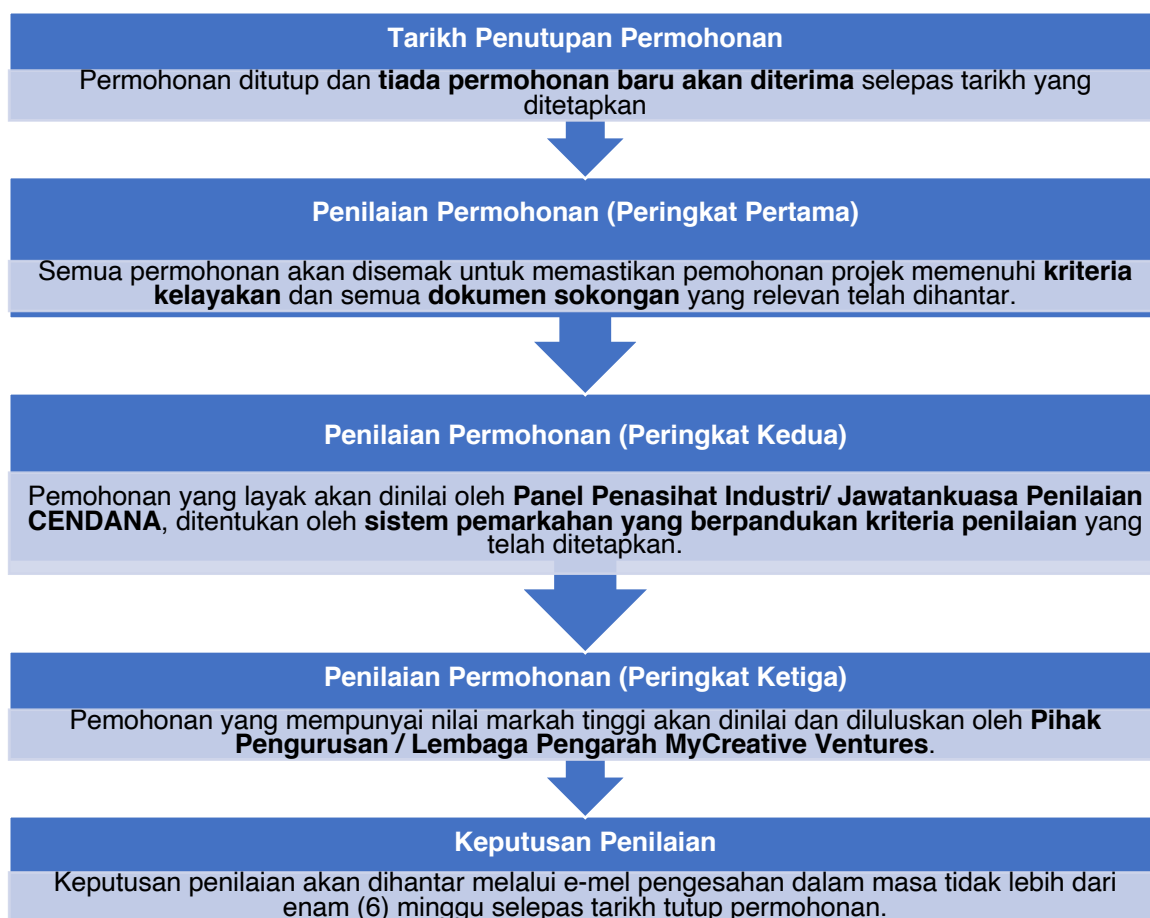 Tarikh Penutupan Permohonan
Permohonan ditutup dan tiada permohonan baru akan diterima selepas tarikh yang
ditetapkan
Penilaian Permohonan (Peringkat Pertama)
Semua permohonan akan disemak untuk memastikan pemohonan projek memenuhi kriteria
kelayakan dan semua dokumen sokongan yang relevan telah dihantar.
Penilaian Permohonan (Peringkat Kedua)
Pemohonan yang layak akan dinilai oleh Panel Penasihat Industri/ Jawatankuasa Penilaian
CENDANA, ditentukan oleh sistem pemarkahan yang berpandukan kriteria penilaian yang
telah ditetapkan.
Penilaian Permohonan (Peringkat Ketiga)
Pemohonan yang mempunyai nilai markah tinggi akan dinilai dan diluluskan oleh Pihak
Pengurusan / Lembaga Pengarah MyCreative Ventures.
Keputusan Penilaian
Keputusan penilaian akan dihantar melalui e-mel pengesahan dalam masa tidak lebih dari
enam (6) minggu selepas tarikh tutup permohonan.